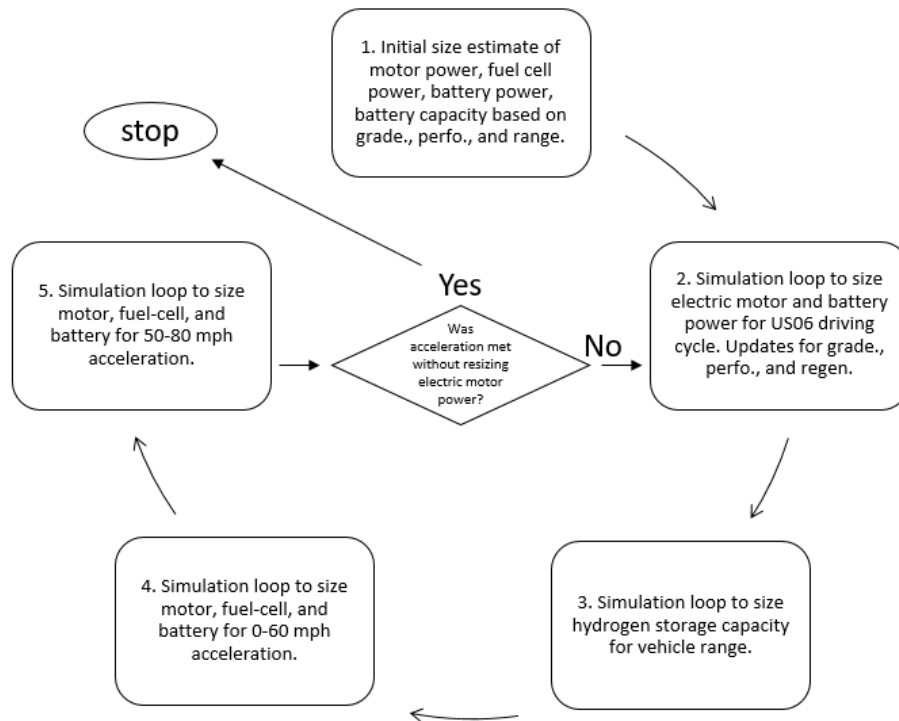 1. Initial size estimate of
motor power, fuel cell
power, battery power,
battery capacity based on
grade., perfo., and range.
stop
5. Simulation loop to size
motor, fuel-cell, and
battery for 50-80 mph
acceleration.
Yes
Was
acceleration met
without resizing
electric motor
power?
No
2. Simulation loop to size
electric motor and battery
power for US06 driving
cycle. Updates for grade.,
perfo., and regen.
4. Simulation loop to size
motor, fuel-cell, and
battery for 0-60 mph
acceleration.
3. Simulation loop to size
hydrogen storage capacity
for vehicle range.